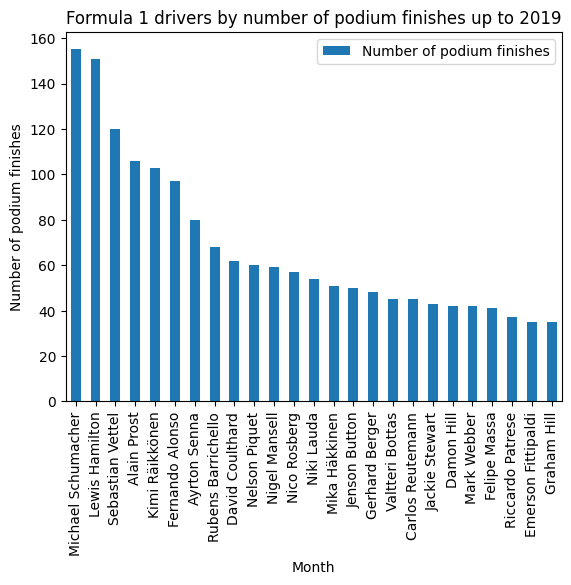 Formula 1 drivers by number of podium finishes up to 2019
Number of podium finishes
Number of podium finishes
160
140
120
100
80
60
40
20
0
Michael Schumacher
Lewis Hamilton
Sebastian Vettel
Alain Prost
Kimi Räikkönen
Fernando Alonso
Ayrton Senna
Rubens Barrichello
David Coulthard
Nelson Piquet
Nigel Mansell
Nico Rosberg
Niki Lauda
Mika Häkkinen
Jenson Button
Gerhard Berger
Valtteri Bottas
Carlos Reutemann
Jackie Stewart
Damon Hill
Mark Webber
Felipe Massa
Riccardo Patrese
Emerson Fittipaldi
Graham Hill
Month